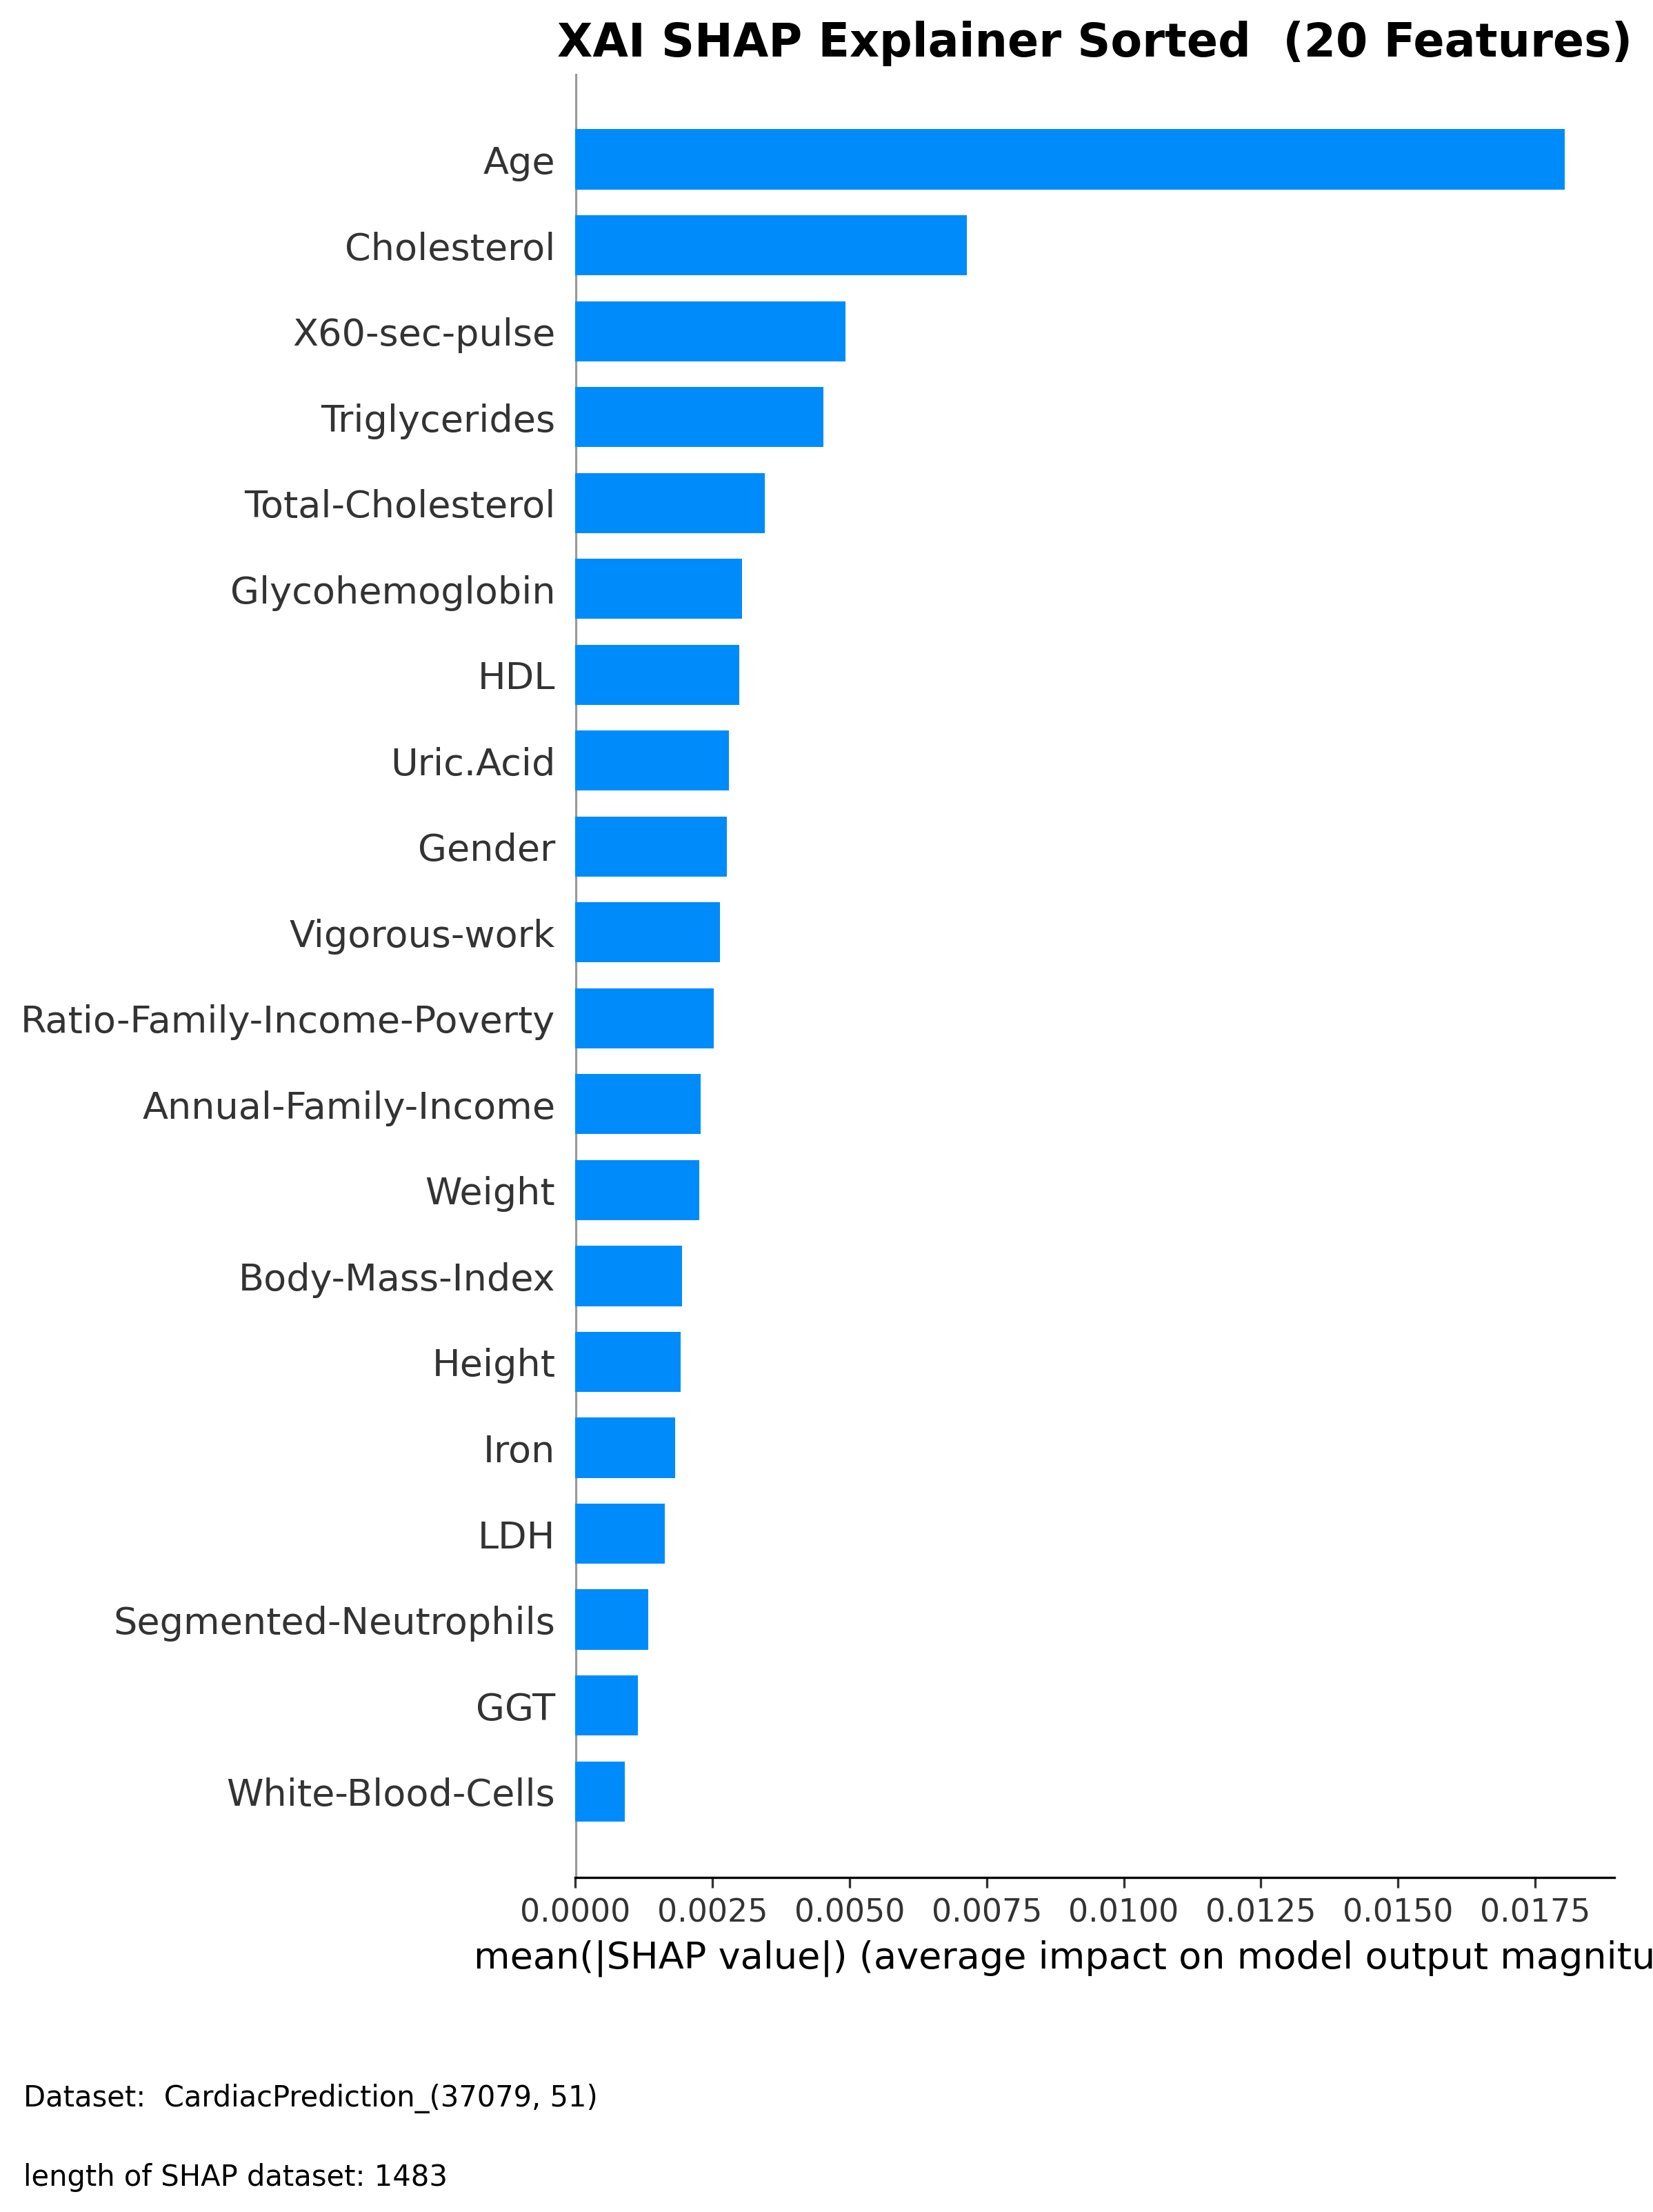 XAI SHAP Explainer Sorted  (20 Features)
Age
Cholesterol
X60-sec-pulse
Triglycerides
Total-Cholesterol
Glycohemoglobin
HDL
Uric.Acid
Gender
Vigorous-work
Ratio-Family-Income-Poverty
Annual-Family-Income
Weight
Body-Mass-Index
Height
Iron
LDH
Segmented-Neutrophils
GGT
White-Blood-Cells
0.0000 0.0025 0.0050 0.0075 0.0100 0.0125 0.0150 0.0175
mean(|SHAP value|) (average impact on model output magnitu
Dataset:  CardiacPrediction_(37079, 51)
length of SHAP dataset: 1483